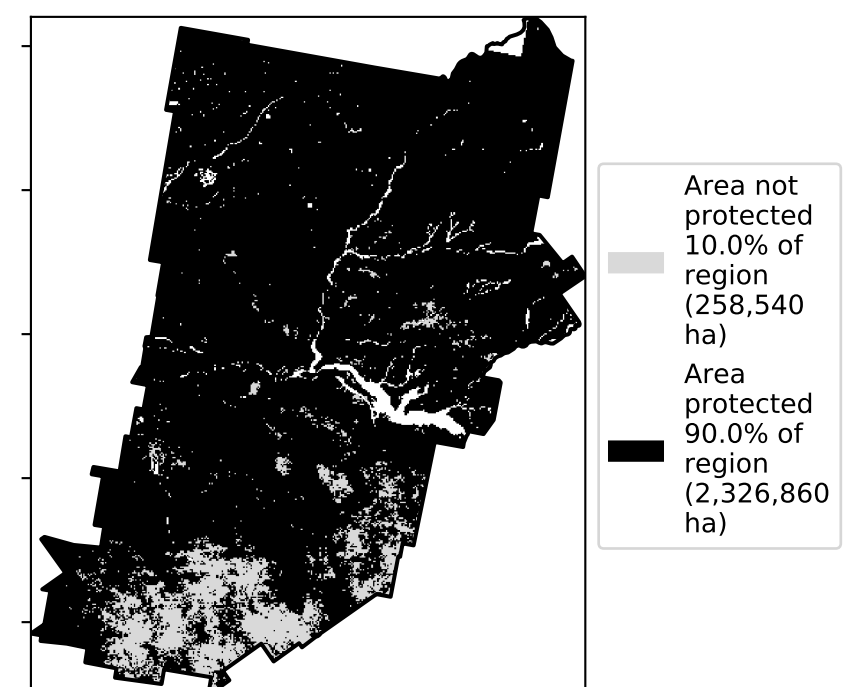 Area not
protected
10.0% of
region
(258,540
ha)
Area
protected
90.0% of
region
(2,326,860
ha)